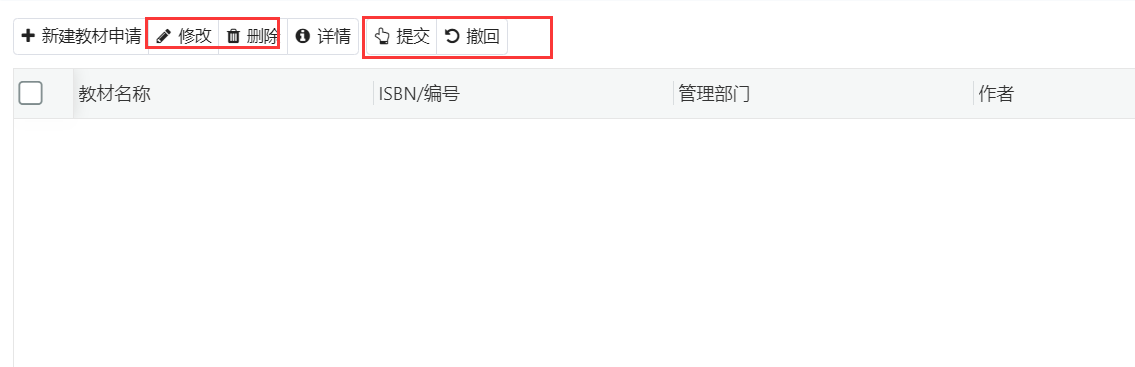 新建教材申请 修改 删除 详情 提交 撤回
教材名称 ISBN/编号 管理部门 作者